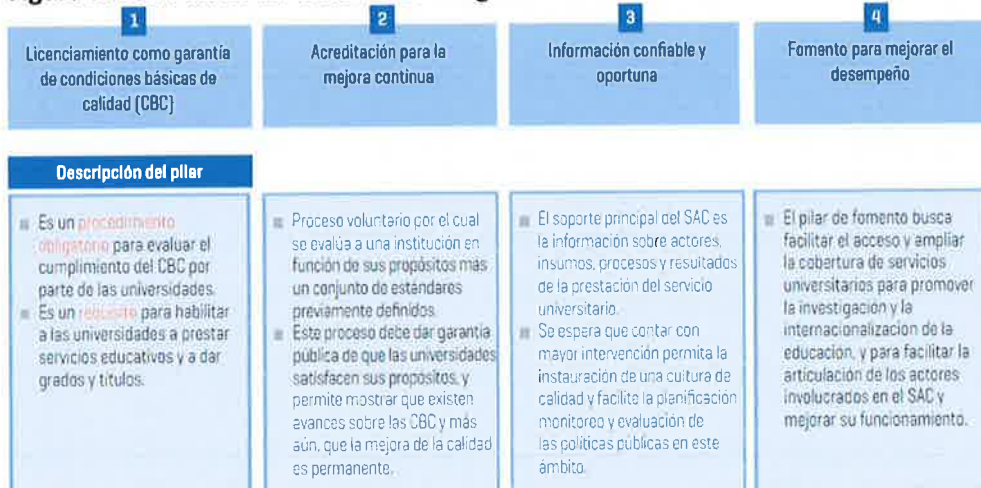 1
Licenciamiento como garantía
de condiciones básicas de
calidad (CBC)
2
Acreditación para la
mejora continua
3
Información confiable y
oportuna
4
Fomento para mejorar el
desempeño
Descripción del pilar
Es un procedimiento
obligatorio para evaluar el
cumplimiento del CBC por
parte de las universidades.
Es un requisito para habilitar
a las universidades a prestar
servicios educativos y a dar
grados y títulos.
Proceso voluntario por el cual
se evalúa a una institución en
función de sus propósitos más
un conjunto de estándares
previamente definidos.
Este proceso debe dar garantía
pública de que las universidades
satisfacen sus propósitos, y
permite mostrar que existen
avances sobre las CBC y más
aún, que la mejora de la calidad
es permanente.
El soporte principal del SAC es
la información sobre actores,
insumos, procesos y resultados
de la prestación del servicio
universitario.
Se espera que contar con
mayor intervención permita la
instauración de una cultura de
calidad y facilite la planificación
monitoreo y evaluación de
las políticas públicas en este
ámbito.
El pilar de fomento busca
facilitar el acceso y ampliar
la cobertura de servicios
universitarios para promover
la investigación y la
internacionalización de la
educación, y para facilitar la
articulación de los actores
involucrados en el SAC y
mejorar su funcionamiento.